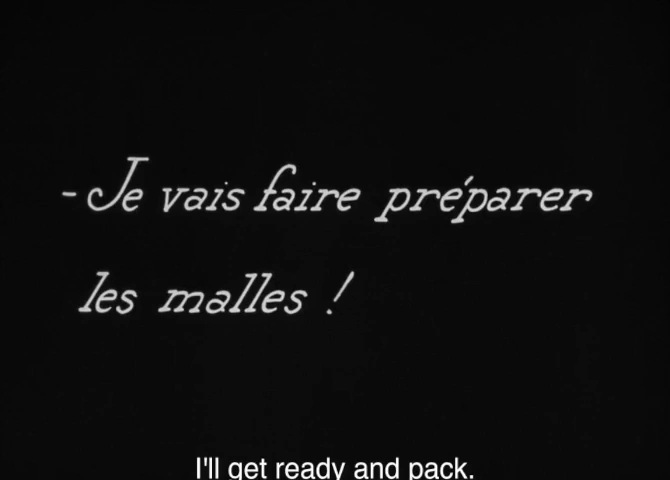 - Je vais faire préparer
les malles !
I'll get ready and pack.